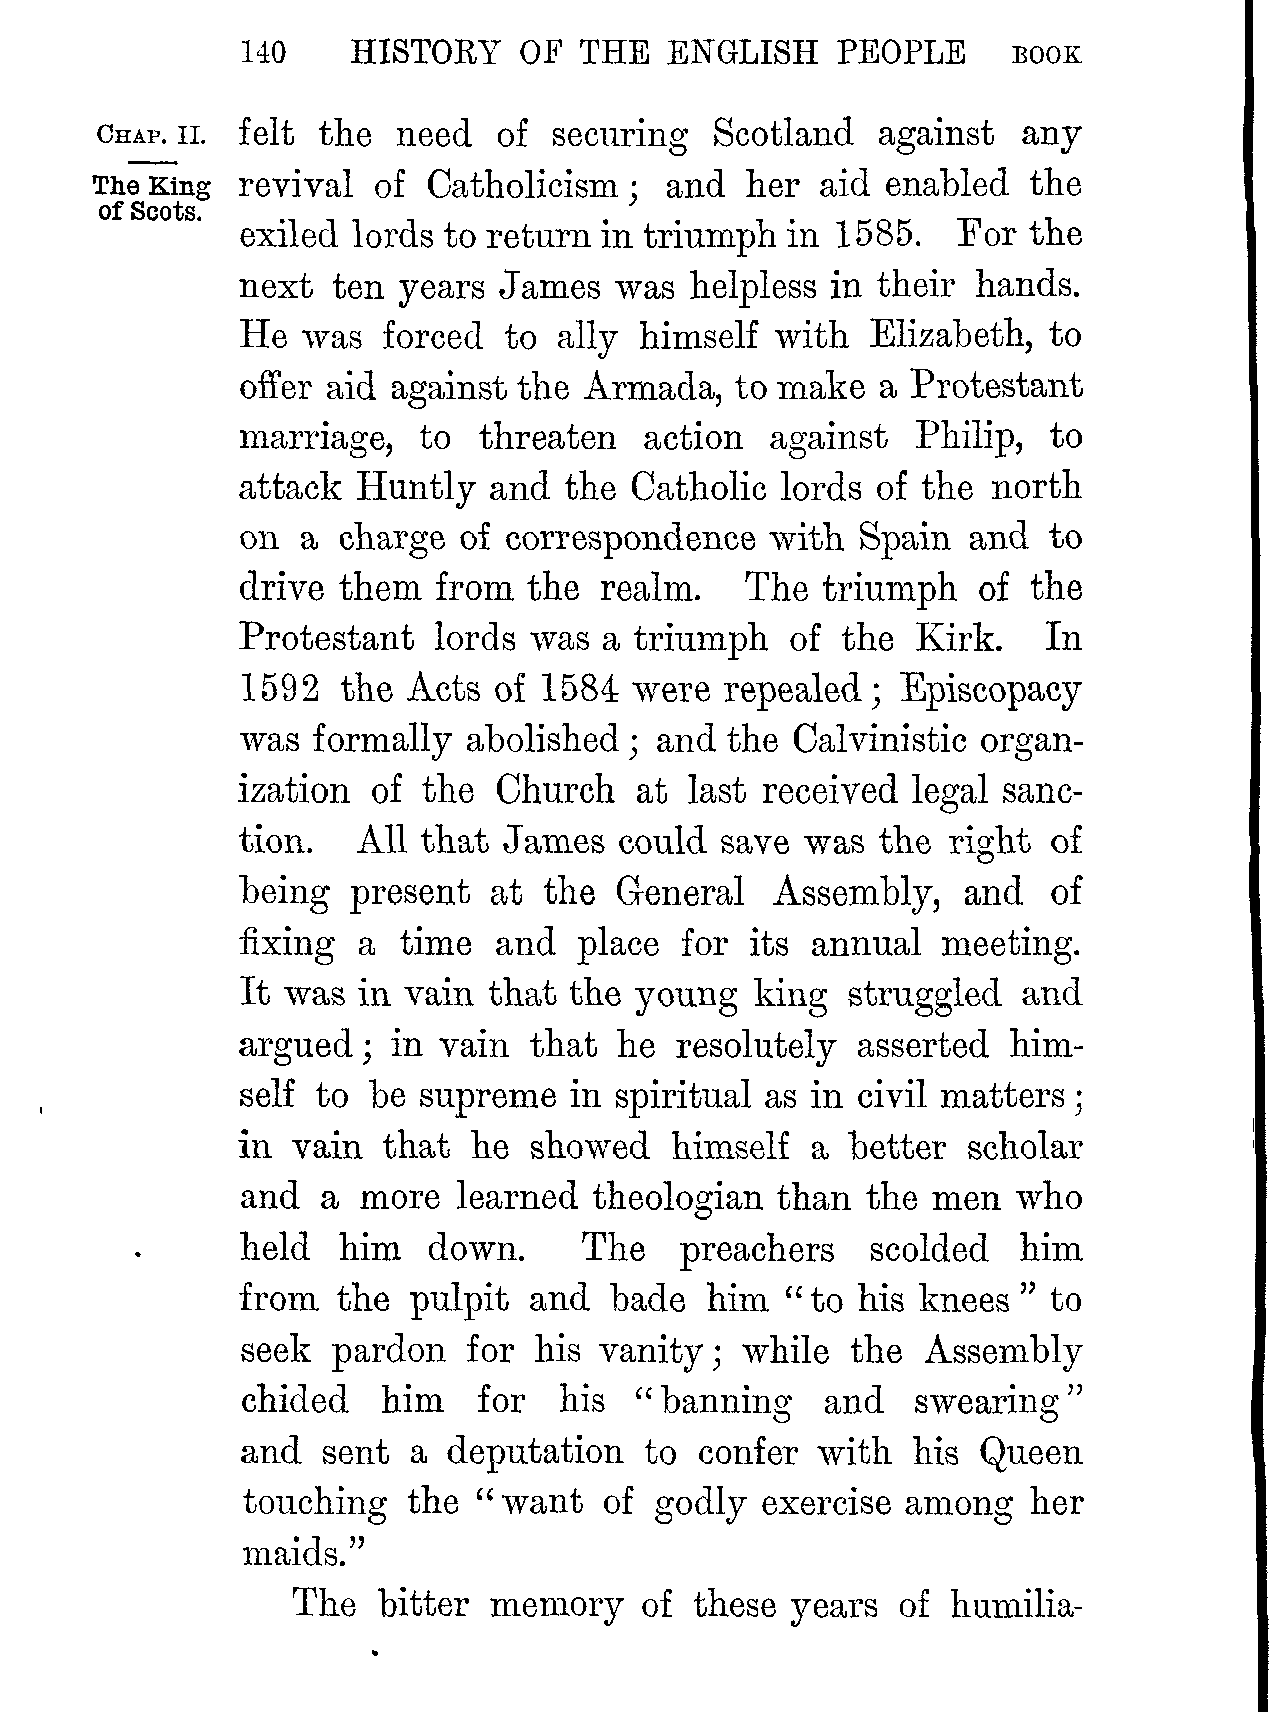 140 HISTORY OF THE ENGLISH PEOPLE BOOK
CHAP. II.
The King
of Scots.
felt the need of securing Scotland against any
revival of Catholicism ; and her aid enabled the
exiled lords to return in triumph in 1585. For the
next ten years James was helpless in their hands.
He was forced to ally himself with Elizabeth, to
offer aid against the Armada, to make a Protestant
marriage, to threaten action against Philip, to
attack Huntly and the Catholic lords of the north
on a charge of correspondence with Spain and to
drive them from the realm. The triumph of the
Protestant lords was a triumph of the Kirk. In
1592 the Acts of 1584 were repealed ; Episcopacy
was formally abolished ; and the Calvinistic organ-
ization of the Church at last received legal sanc-
tion. All that James could save was the right of
being present at the General Assembly, and of
fixing a time and place for its annual meeting.
It was in vain that the young king struggled and
argued ; in vain that he resolutely asserted him-
self to be supreme in spiritual as in civil matters ;
in vain that he showed himself a better scholar
and a more learned theologian than the men who
held him down. The preachers scolded him
from the pulpit and bade him "to his knees" to
seek pardon for his vanity ; while the Assembly
chided him for his "banning and swearing"
and sent a deputation to confer with his Queen
touching the "want of godly exercise among her
maids."
The bitter memory of these years of humilia-